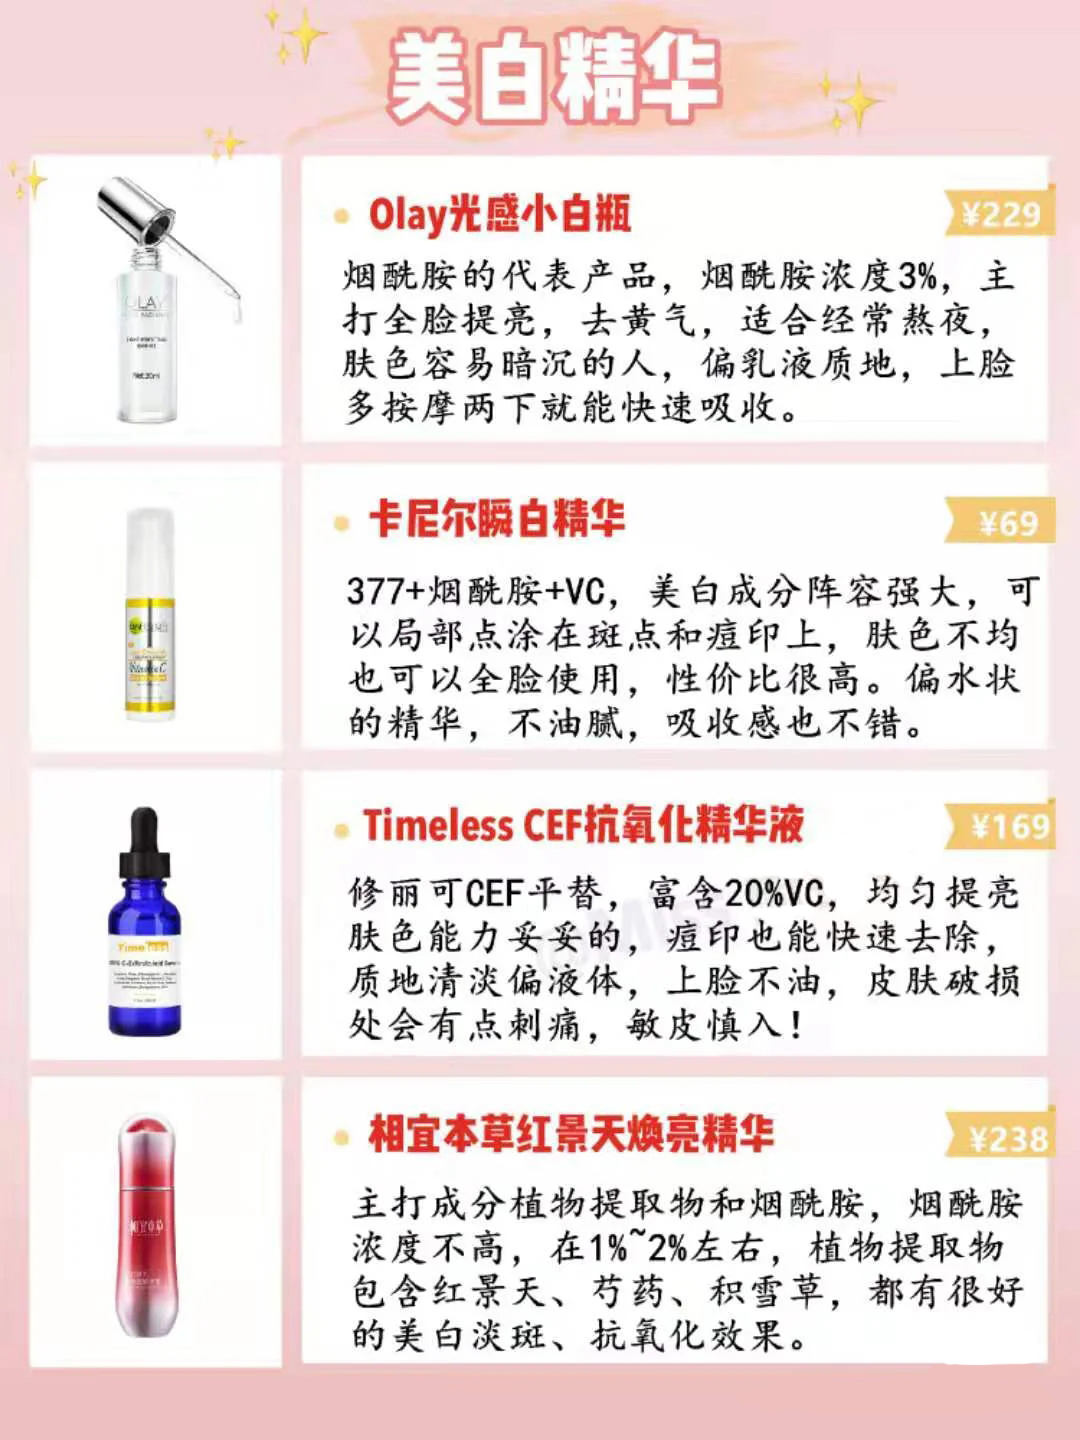 美白精华
Olay光感小白瓶
¥229
烟酰胺的代表产品，烟酰胺浓度3%，主
打全脸提亮，去黄气，适合经常熬夜，
肤色容易暗沉的人，偏乳液质地，上脸
多按摩两下就能快速吸收。
OLAY
卡尼尔瞬白精华
¥69
377+烟酰胺+VC，美白成分阵容强大，可
以局部点涂在斑点和痘印上，肤色不均
也可以全脸使用，性价比很高。偏水状
的精华，不油腻，吸收感也不错。
Vitamin C
Timeless CEF抗氧化精华液
¥169
修丽可CEF平替，富含20%VC，均匀提亮
肤色能力妥妥的，痘印也能快速去除，
质地清淡偏液体，上脸不油，皮肤破损
处会有点刺痛，敏皮慎入！
Timeless
@Miss
相宜本草红景天焕亮精华
¥238
主打成分植物提取物和烟酰胺，烟酰胺
浓度不高，在1%~2%左右，植物提取物
包含红景天、芍药、积雪草，都有很好
的美白淡斑、抗氧化效果。